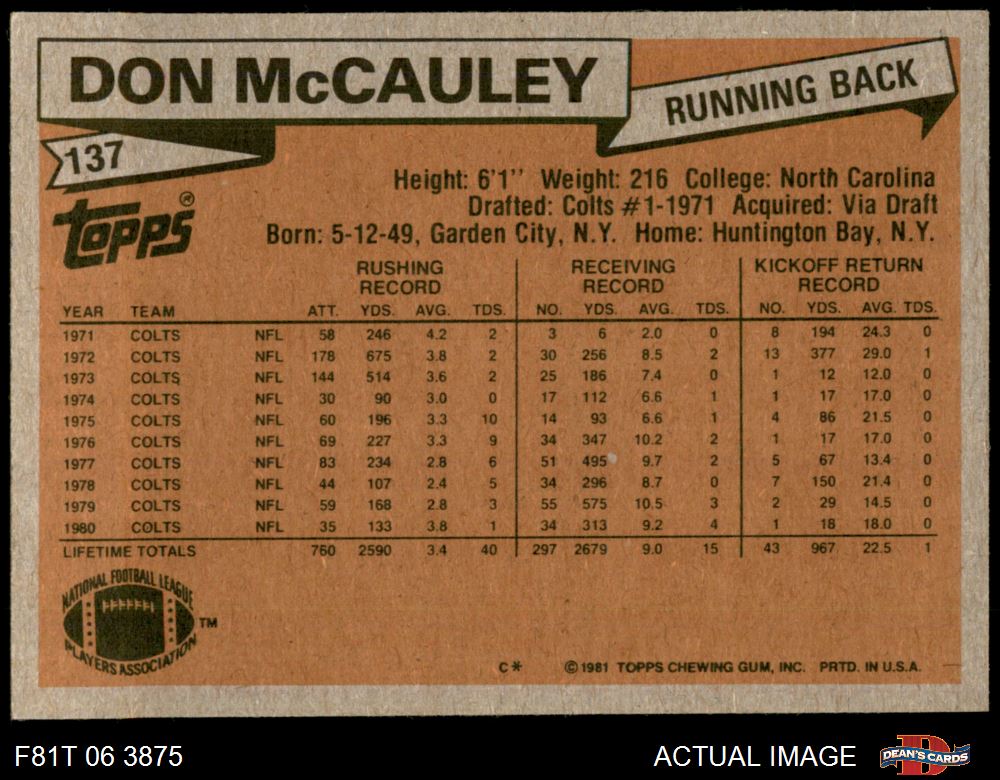 DON McCAULEY
RUNNING BACK
137
Topps®
Height: 6'1'' Weight: 216 College: North Carolina
Drafted: Colts #1-1971 Acquired: Via Draft
Born: 5-12-49, Garden City, N.Y. Home: Huntington Bay, N.Y.
RUSHING RECORD RECEIVING RECORD KICKOFF RETURN RECORD
YEAR TEAM ATT. YDS. AVG. TDS. NO. YDS. AVG. TDS. NO. YDS. AVG. TDS.
1971 COLTS NFL 58 246 4.2 2 3 6 2.0 0 8 194 24.3 0
1972 COLTS NFL 178 675 3.8 2 30 256 8.5 2 13 377 29.0 1
1973 COLTS NFL 144 514 3.6 2 25 186 7.4 0 1 12 12.0 0
1974 COLTS NFL 30 90 3.0 0 17 112 6.6 1 1 17 17.0 0
1975 COLTS NFL 60 196 3.3 10 14 93 6.6 1 4 86 21.5 0
1976 COLTS NFL 69 227 3.3 9 34 347 10.2 2 1 17 17.0 0
1977 COLTS NFL 83 234 2.8 6 51 495 9.7 2 5 67 13.4 0
1978 COLTS NFL 44 107 2.4 5 34 296 8.7 0 7 150 21.4 0
1979 COLTS NFL 59 168 2.8 3 55 575 10.5 3 2 29 14.5 0
1980 COLTS NFL 35 133 3.8 1 34 313 9.2 4 1 18 18.0 0
LIFETIME TOTALS 760 2590 3.4 40 297 2679 9.0 15 43 967 22.5 1
NATIONAL FOOTBALL LEAGUE
PLAYERS ASSOCIATION
TM
C* ©1981 TOPPS CHEWING GUM, INC. PRTD. IN U.S.A.
F81T 06 3875 ACTUAL IMAGE DEAN'S CARDS